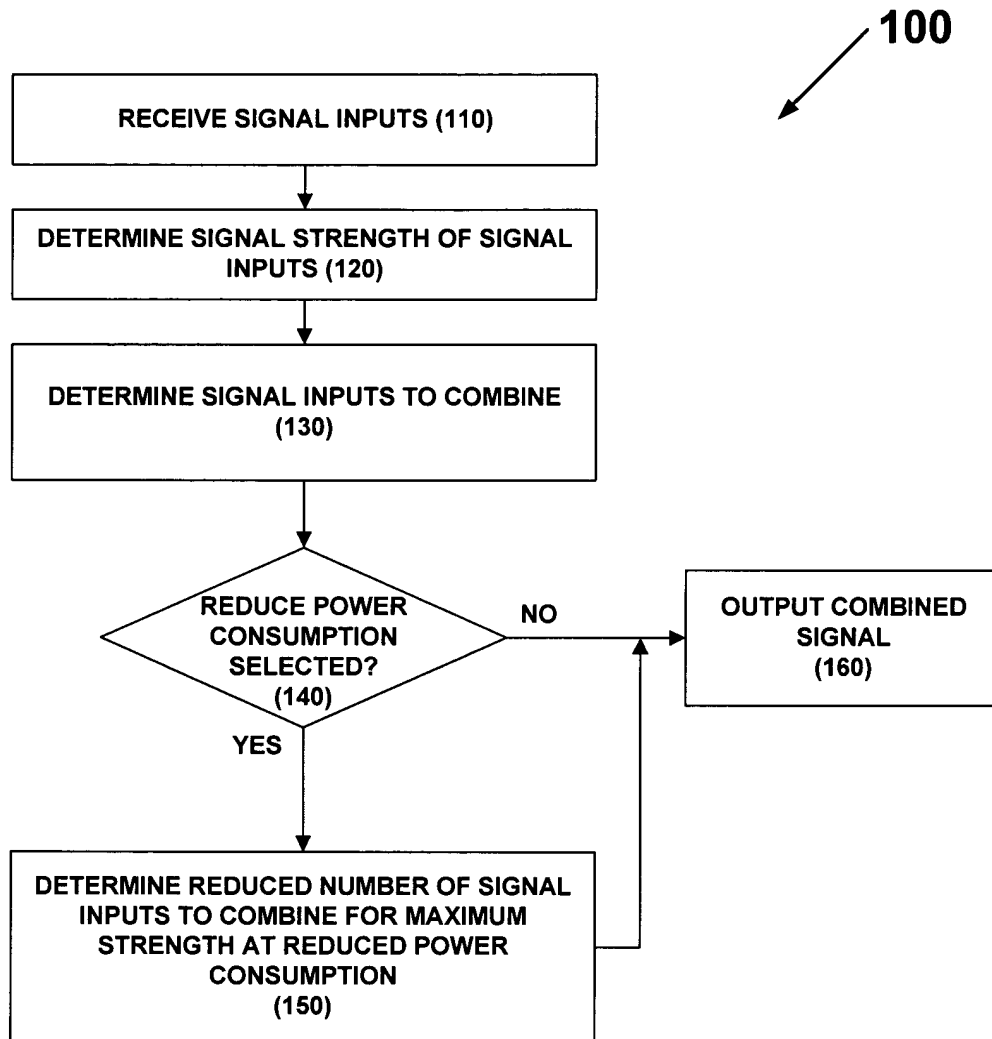 100
RECEIVE SIGNAL INPUTS (110)
DETERMINE SIGNAL STRENGTH OF SIGNAL
INPUTS (120)
DETERMINE SIGNAL INPUTS TO COMBINE
(130)
REDUCE POWER
CONSUMPTION
SELECTED?
(140)
NO
OUTPUT COMBINED
SIGNAL
(160)
YES
DETERMINE REDUCED NUMBER OF SIGNAL
INPUTS TO COMBINE FOR MAXIMUM
STRENGTH AT REDUCED POWER
CONSUMPTION
(150)